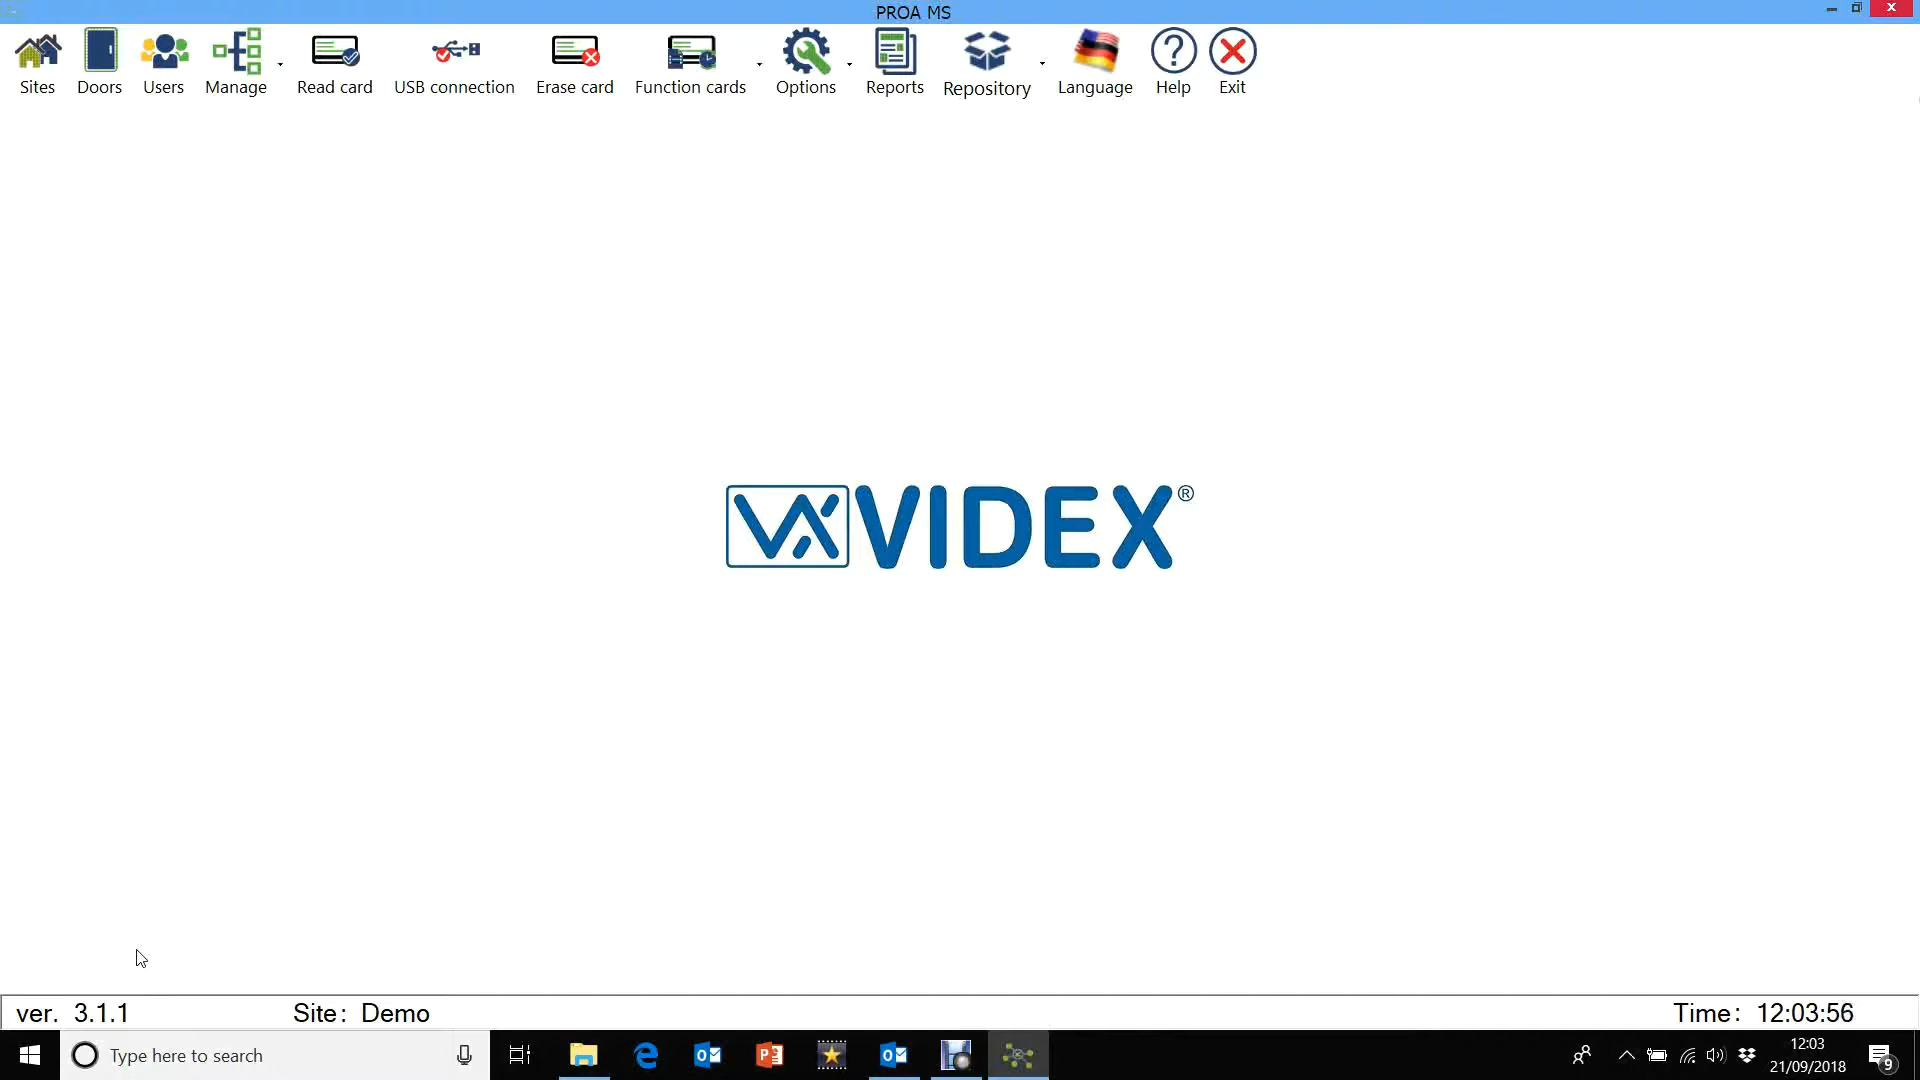 PROA MS
Sites Doors Users Manage Read card USB connection Erase card Function cards Options Reports Repository Language Help Exit
VIDEX®
ver. 3.1.1 Site: Demo Time: 12:03:56
Type here to search
12:03
21/09/2018
9